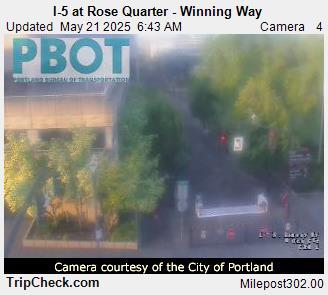 I-5 at Rose Quarter - Winning Way
Updated May 21 2025 6:43 AM Camera 4
PBOT
PORTLAND BUREAU OF TRANSPORTATION
Camera courtesy of the City of Portland
TripCheck.com Milepost302.00